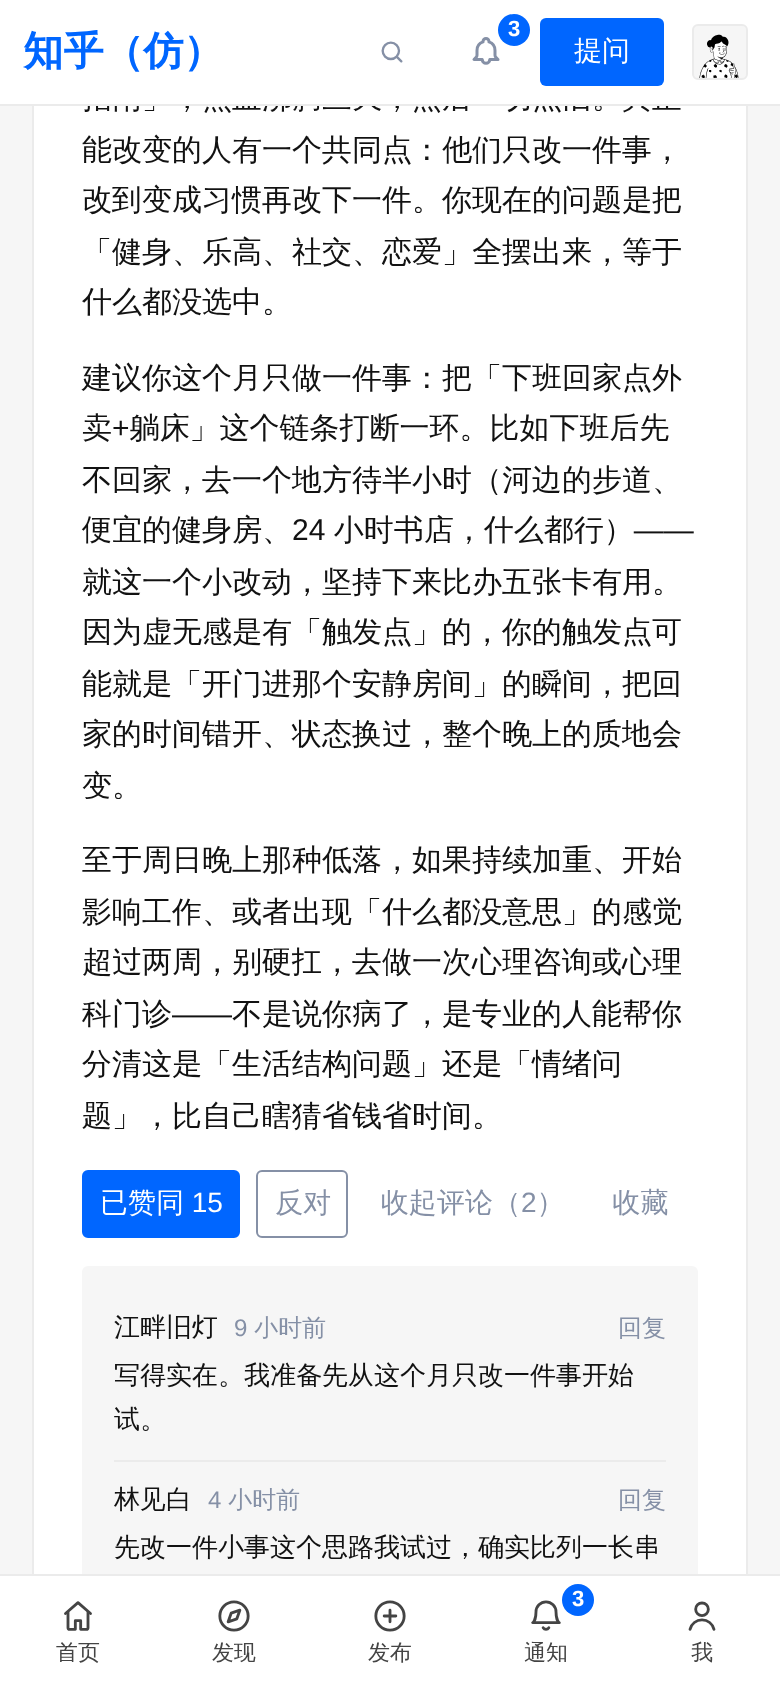 知乎（仿）
3
提问
能改变的人有一个共同点：他们只改一件事，
改到变成习惯再改下一件。你现在的问题是把
「健身、乐高、社交、恋爱」全摆出来，等于
什么都没选中。
建议你这个月只做一件事：把「下班回家点外
卖+躺床」这个链条打断一环。比如下班后先
不回家，去一个地方待半小时（河边的步道、
便宜的健身房、24 小时书店，什么都行）——
就这一个小改动，坚持下来比办五张卡有用。
因为虚无感是有「触发点」的，你的触发点可
能就是「开门进那个安静房间」的瞬间，把回
家的时间错开、状态换过，整个晚上的质地会
变。
至于周日晚上那种低落，如果持续加重、开始
影响工作、或者出现「什么都没意思」的感觉
超过两周，别硬扛，去做一次心理咨询或心理
科门诊——不是说你病了，是专业的人能帮你
分清这是「生活结构问题」还是「情绪问
题」，比自己瞎猜省钱省时间。
已赞同 15
反对
收起评论（2）
收藏
江畔旧灯 9 小时前 回复
写得实在。我准备先从这个月只改一件事开始
试。
林见白 4 小时前 回复
先改一件小事这个思路我试过，确实比列一长串
3
首页
发现
发布
通知
我